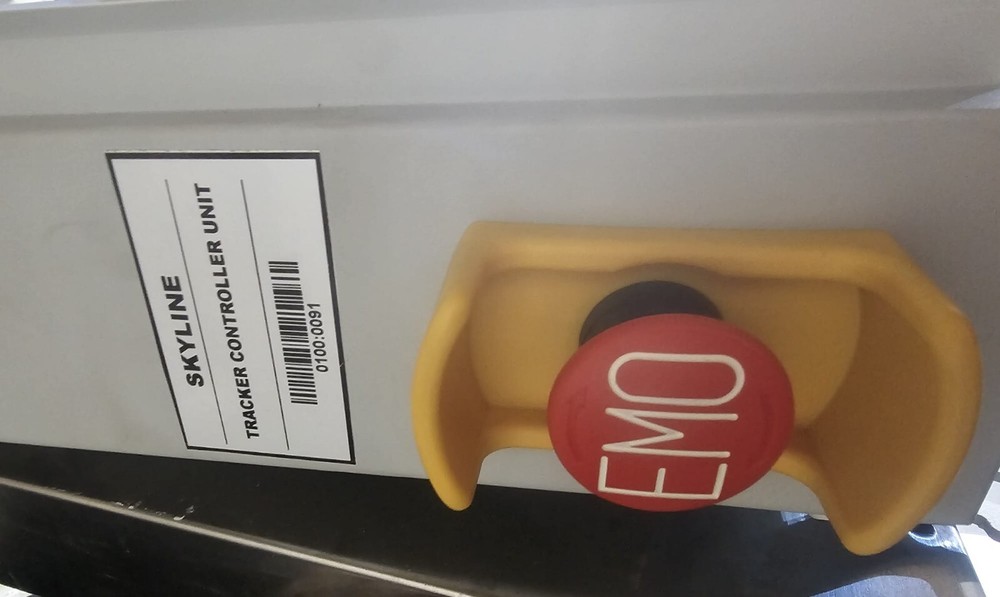 SKYLINE
TRACKER CONTROLLER UNIT
0100:0091
EMO